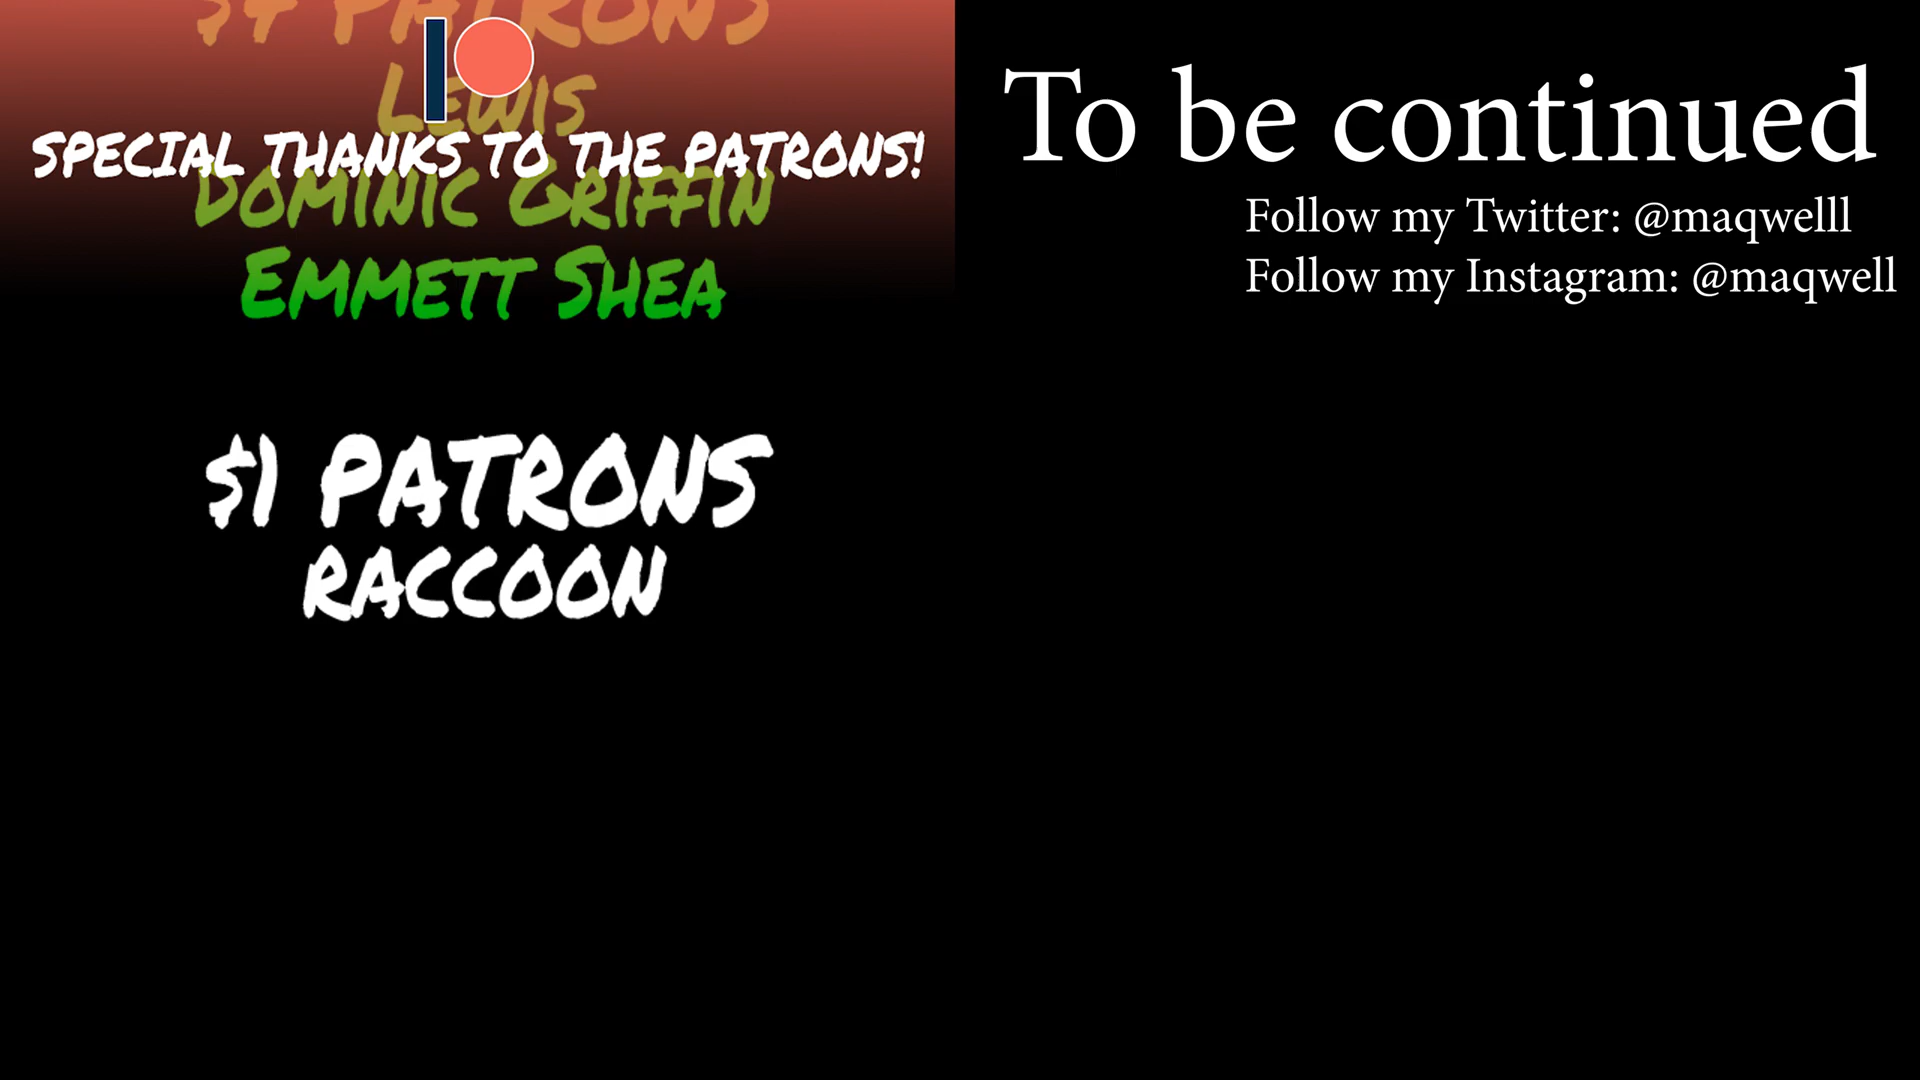 PATRONS
Lewis
SPECIAL THANKS TO THE PATRONS!
Dominic Griffin
Emmett Shea
$1 PATRONS
RACCOON
To be continued
Follow my Twitter: @maqwelll
Follow my Instagram: @maqwell